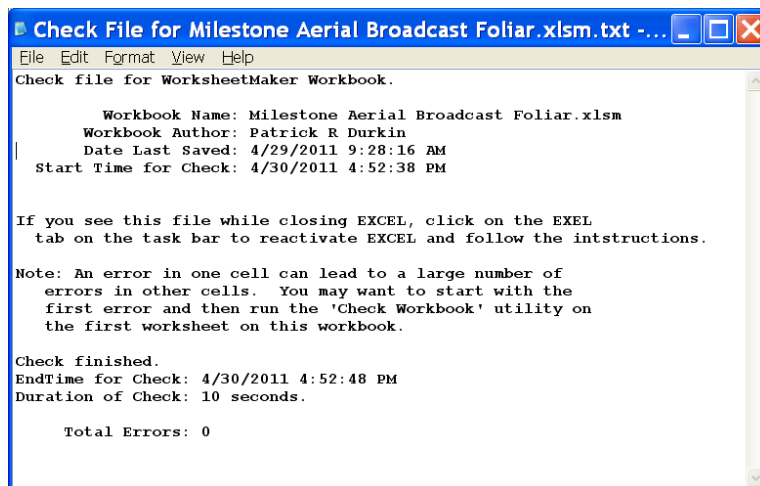 Check File for Milestone Aerial Broadcast Foliar.xlsm.txt -...
File Edit Format View Help
Check file for WorksheetMaker Workbook.
Workbook Name: Milestone Aerial Broadcast Foliar.xlsm
Workbook Author: Patrick R Durkin
Date Last Saved: 4/29/2011 9:28:16 AM
Start Time for Check: 4/30/2011 4:52:38 PM
If you see this file while closing EXCEL, click on the EXEL
tab on the task bar to reactivate EXCEL and follow the intstructions.
Note: An error in one cell can lead to a large number of
errors in other cells. You may want to start with the
first error and then run the 'Check Workbook' utility on
the first worksheet on this workbook.
Check finished.
EndTime for Check: 4/30/2011 4:52:48 PM
Duration of Check: 10 seconds.
Total Errors: 0